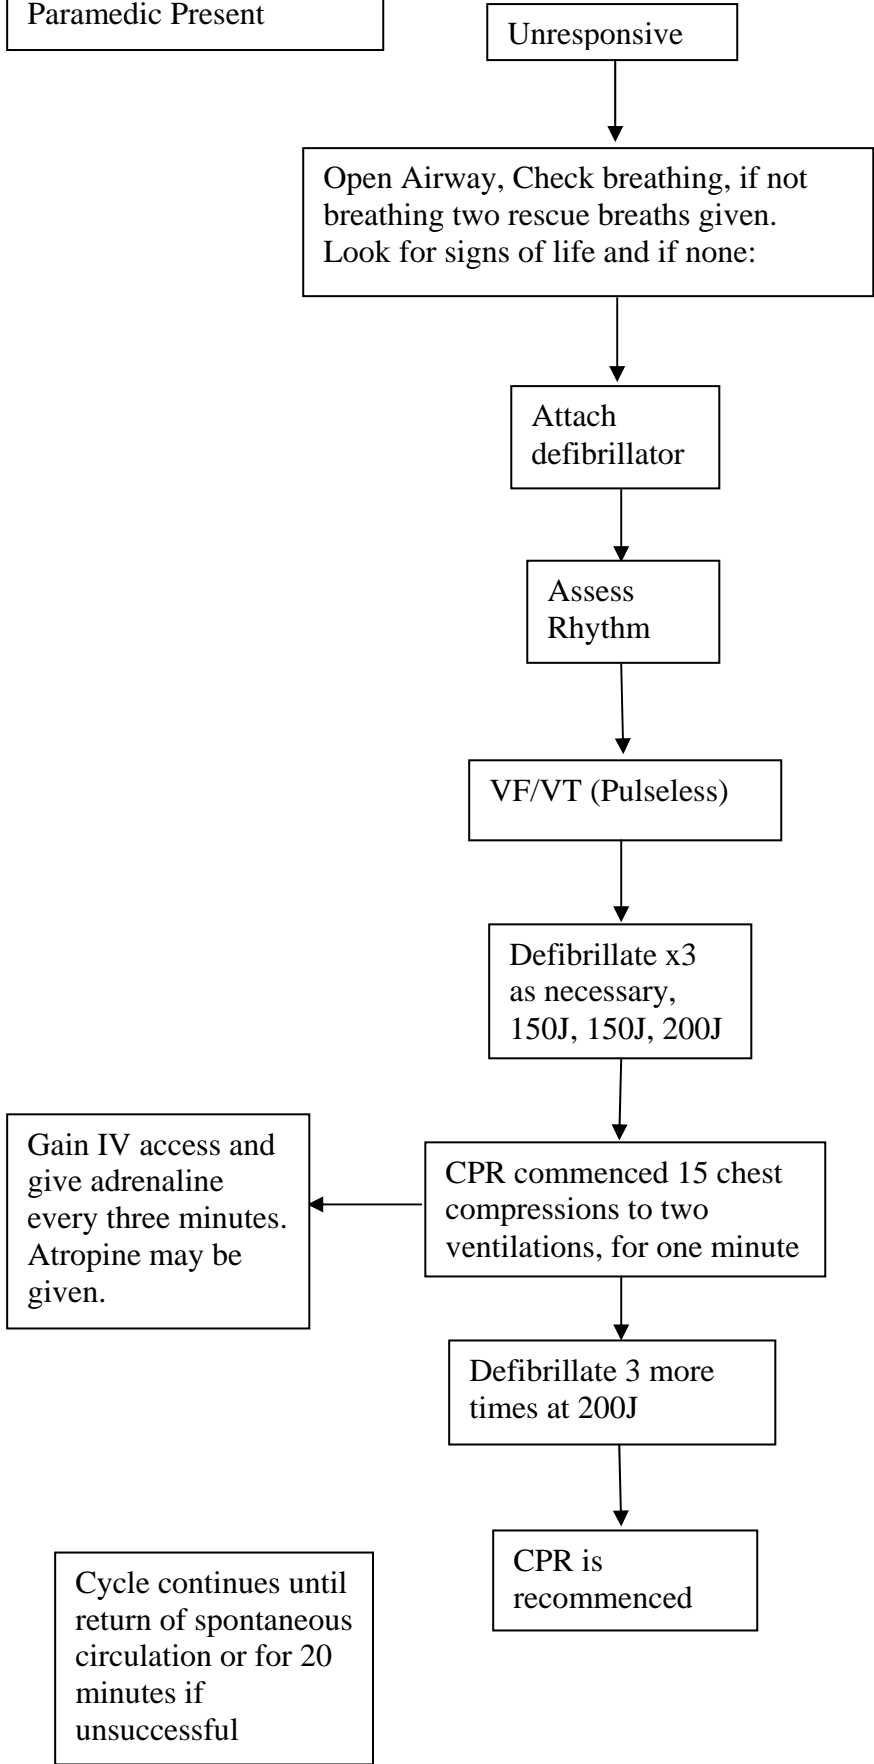 Paramedic Present
Unresponsive
Open Airway, Check breathing, if not
breathing two rescue breaths given.
Look for signs of life and if none:
Attach
defibrillator
Assess
Rhythm
VF/VT (Pulseless)
Defibrillate x3
as necessary,
150J, 150J, 200J
Gain IV access and
give adrenaline
every three minutes.
Atropine may be
given.
CPR commenced 15 chest
compressions to two
ventilations, for one minute
Defibrillate 3 more
times at 200J
CPR is
recommenced
Cycle continues until
return of spontaneous
circulation or for 20
minutes if
unsuccessful